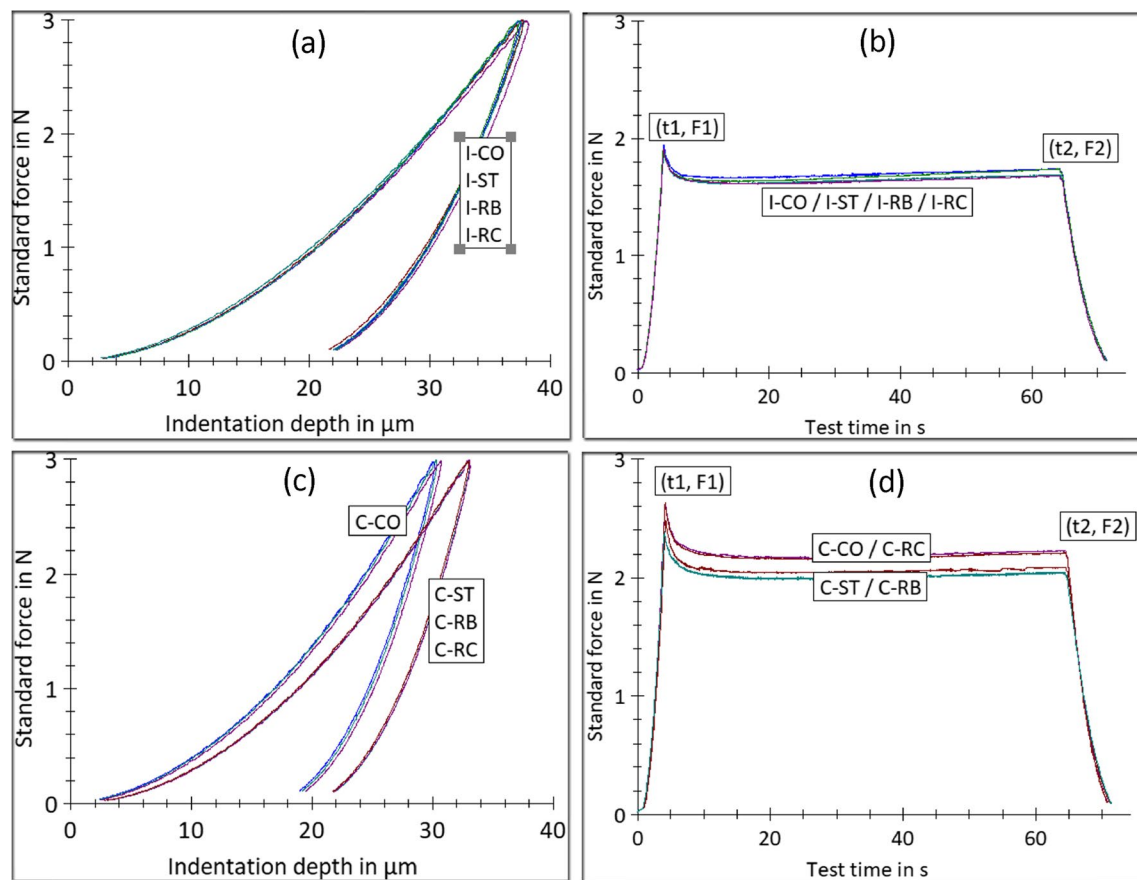 (a)
3
2
1
0
Standard force in N
I-CO
I-ST
I-RB
I-RC
0 10 20 30 40
Indentation depth in µm
(b)
3
2
1
0
Standard force in N
(t1, F1)
(t2, F2)
I-CO / I-ST / I-RB / I-RC
0 20 40 60
Test time in s
(c)
3
2
1
0
Standard force in N
C-CO
C-ST
C-RB
C-RC
0 10 20 30 40
Indentation depth in µm
(d)
3
2
1
0
Standard force in N
(t1, F1)
(t2, F2)
C-CO / C-RC
C-ST / C-RB
0 20 40 60
Test time in s